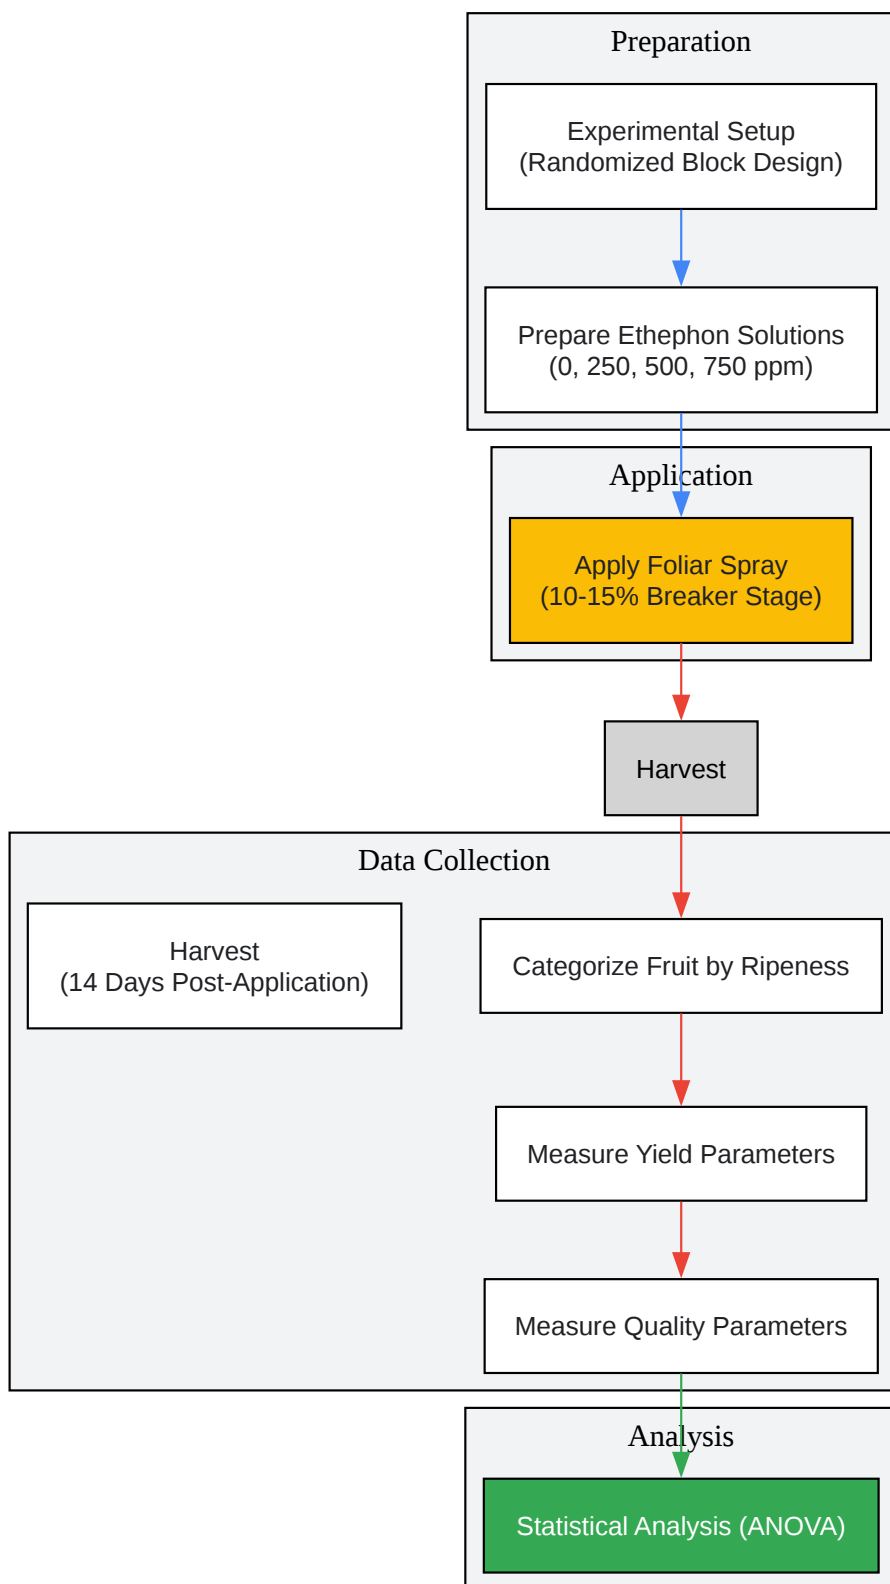 Preparation
Experimental Setup
(Randomized Block Design)
Prepare Ethephon Solutions
(0, 250, 500, 750 ppm)
Application
Apply Foliar Spray
(10-15% Breaker Stage)
Harvest
Data Collection
Harvest
(14 Days Post-Application)
Categorize Fruit by Ripeness
Measure Yield Parameters
Measure Quality Parameters
Analysis
Statistical Analysis (ANOVA)